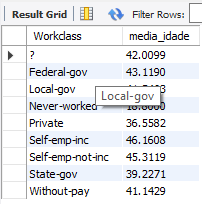 Result Grid Filter Rows:
Workclass media_idade
? 42.0099
Federal-gov 43.1190
Local-gov
Local-gov
Never-worked
Private 36.5582
Self-emp-inc 46.1608
Self-emp-not-inc 45.3119
State-gov 39.2271
Without-pay 41.1429